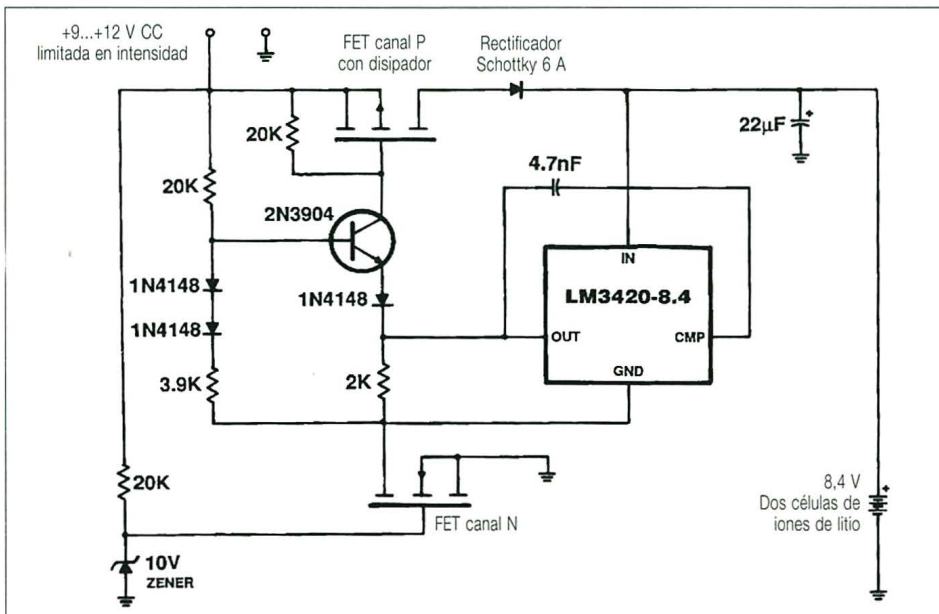 +9...+12 V CC
limitada en intensidad
FET canal P
con disipador
Rectificador
Schottky 6 A
20K
22µF
4.7nF
20K
2N3904
1N4148
1N4148
1N4148
3.9K
2K
IN
LM3420-8.4
OUT
CMP
GND
20K
FET canal N
10V
ZENER
8,4 V
Dos células de
iones de litio